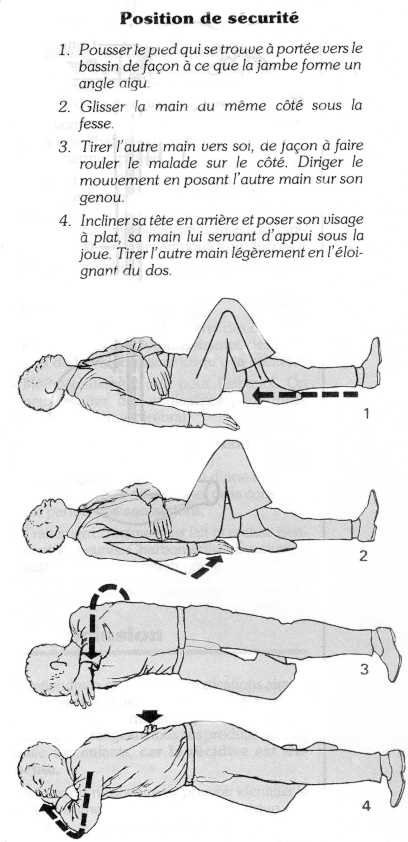 Position de sécurité
1. Pousser le pied qui se trouve à portée vers le
bassin de façon à ce que la jambe forme un
angle aigu.
2. Glisser la main du même côté sous la
fesse.
3. Tirer l'autre main vers soi, de façon à faire
rouler le malade sur le côté. Diriger le
mouvement en posant l'autre main sur son
genou.
4. Incliner sa tête en arrière et poser son visage
à plat, sa main lui servant d'appui sous la
joue. Tirer l'autre main légèrement en l'éloi-
gnant du dos.
1
2
3
4